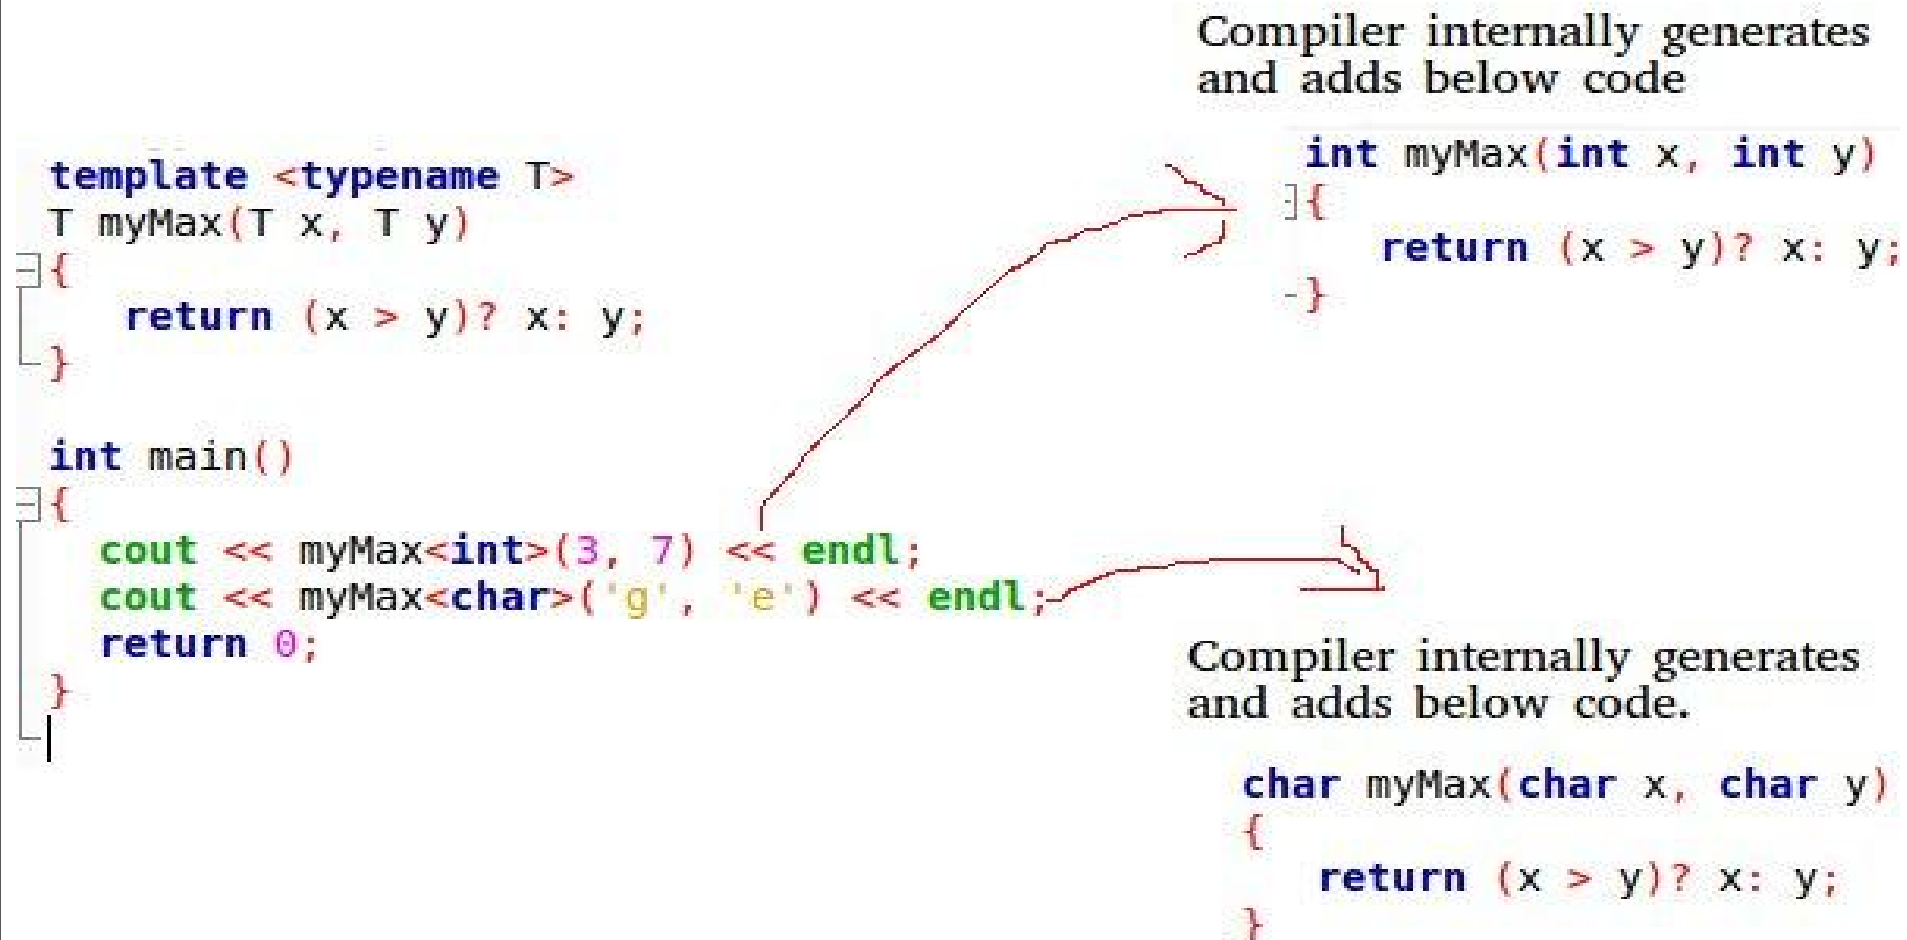 Compiler internally generates
and adds below code
template <typename T>
T myMax(T x, T y)
{
return (x > y)? x: y;
}
int main()
{
cout << myMax<int>(3, 7) << endl;
cout << myMax<char>('g', 'e') << endl;
return 0;
}
int myMax(int x, int y)
{
return (x > y)? x: y;
}
Compiler internally generates
and adds below code.
char myMax(char x, char y)
{
return (x > y)? x: y;
}